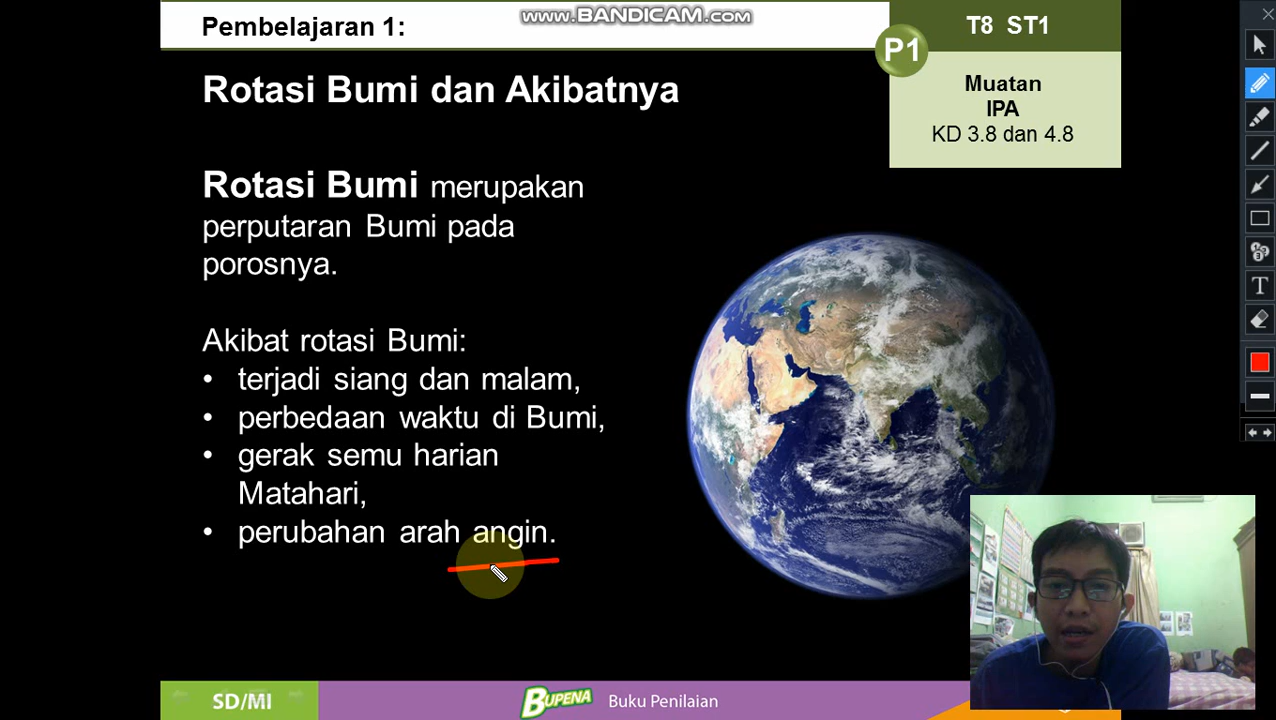 www.BANDICAM.com
Pembelajaran 1:
T8 ST1
P1
Muatan
IPA
KD 3.8 dan 4.8
Rotasi Bumi dan Akibatnya
Rotasi Bumi merupakan
perputaran Bumi pada
porosnya.
Akibat rotasi Bumi:
• terjadi siang dan malam,
• perbedaan waktu di Bumi,
• gerak semu harian
Matahari,
• perubahan arah angin.
SD/MI
BUPENA
Buku Penilaian